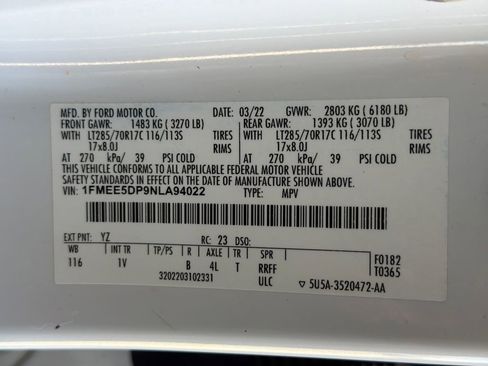 MFD. BY FORD MOTOR CO. 03/22 GVWR: 2803 KG ( 6180 LB)
FRONT GAWR: 1483 KG ( 3270 LB) REAR GAWR: 1393 KG ( 3070 LB)
WITH LT285/70R17C 116/113S TIRES WITH LT285/70R17C 116/113S TIRES
17x8.0J RIMS 17x8.0J RIMS
AT 270 kPa/ 39 PSI COLD AT 270 kPa/ 39 PSI COLD
THIS VEHICLE CONFORMS TO ALL APPLICABLE FEDERAL MOTOR VEHICLE
SAFETY STANDARDS IN EFFECT ON THE DATE OF MANUFACTURE SHOWN ABOVE.
VIN: 1FMEE5DP9NLA94022 TYPE: MPV
EXT PNT: YZ RC: 23 DSO: F0182
WB INT TR TP/PS R AXLE TR SPR T0365
116 1V B 4L T RRFF
3202203102331 ULC ▽ 5U5A-3520472-AA